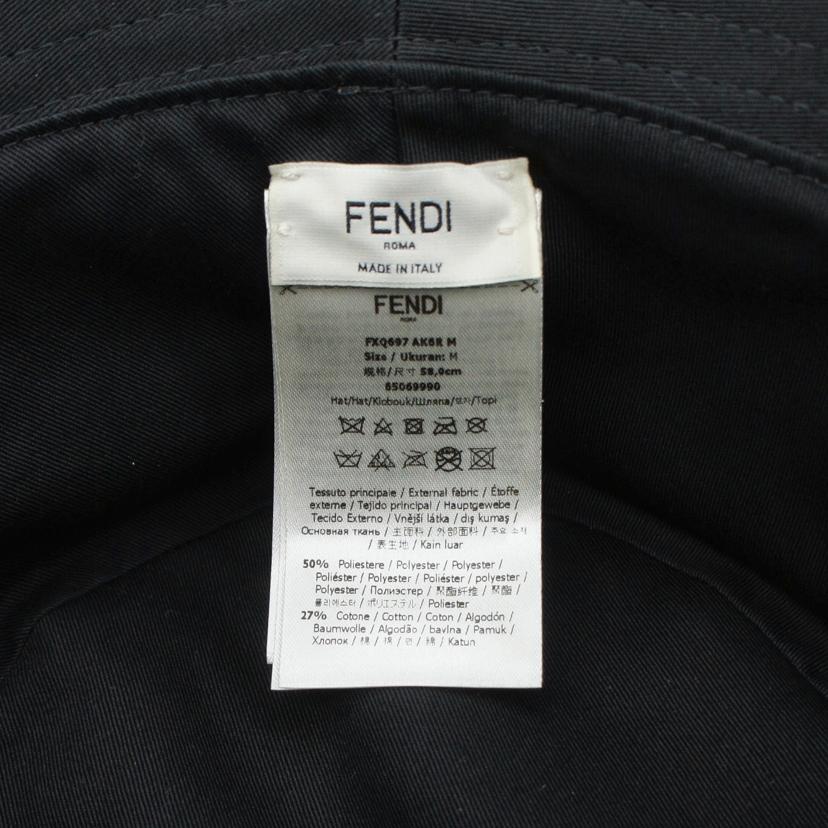 FENDI
ROMA
MADE IN ITALY
FENDI
ROMA
FXQ697 AK6R M
Size / Ukuran: M
规格/尺寸 58,0cm
65069990
Hat/Hat/Klobouk/Шляпа/모자/Topi
Tessuto principale / External fabric / Étoffe
externe / Tejido principal / Hauptgewebe /
Tecido Externo / Vnější látka / dış kumaş /
Основная ткань / 主面料 / 外部面料 / 주요 소재
/ 表生地 / Kain luar
50% Poliestere / Polyester / Polyester /
Poliéster / Polyester / Poliéster / polyester /
Polyester / Полиэстер / 聚酯纤维 / 聚酯 /
폴리에스터 / ポリエステル / Poliester
27% Cotone / Cotton / Coton / Algodón /
Baumwolle / Algodão / bavlna / Pamuk /
Хлопок / 棉 / 棉 / 면 / 綿 / Katun